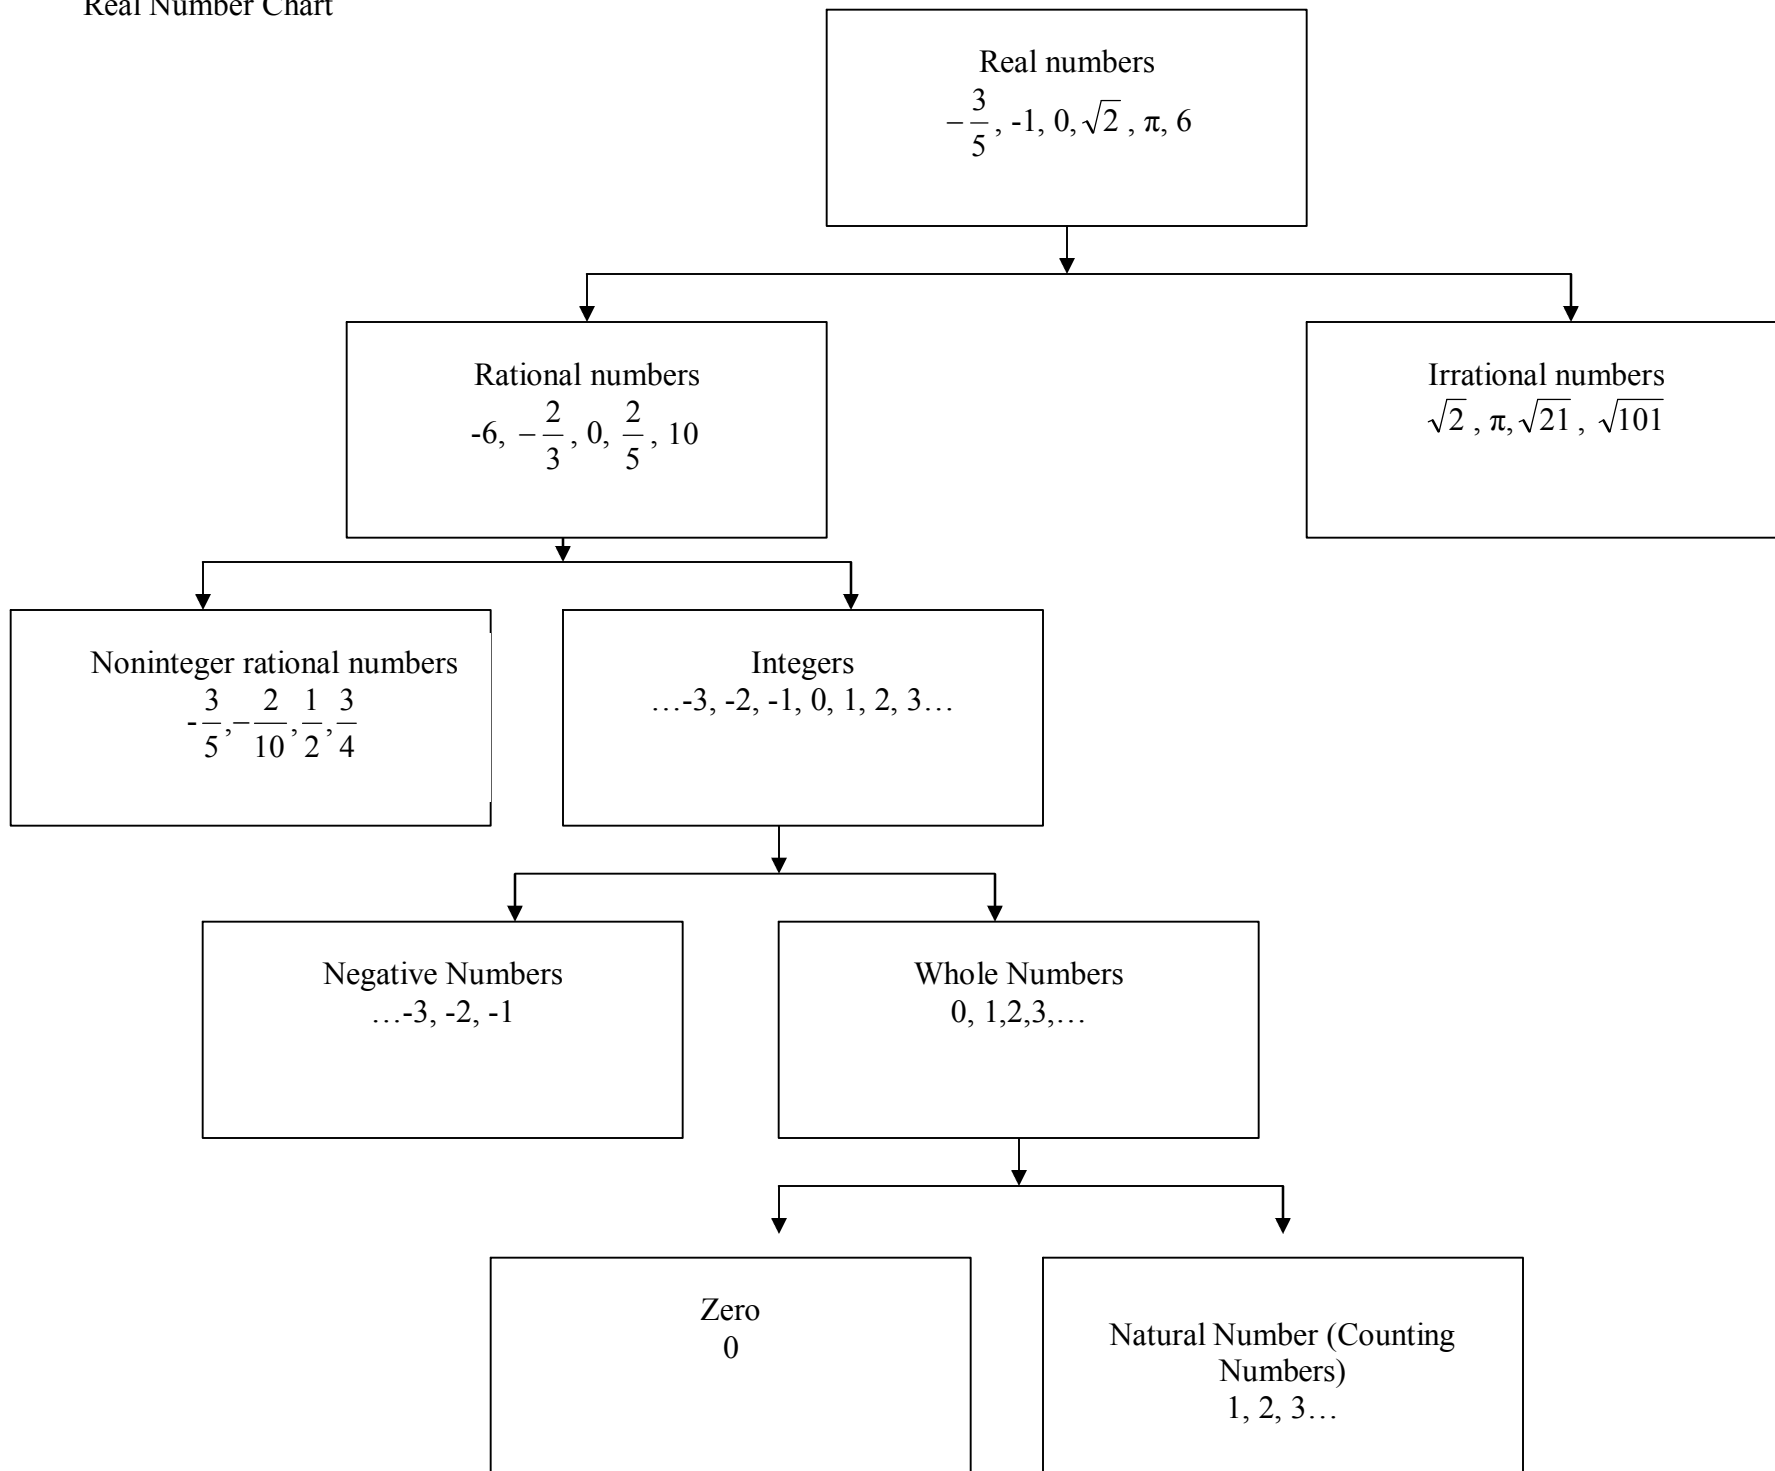 Real Number Chart
Real numbers
−3/5, -1, 0, √2, π, 6
Rational numbers
-6, −2/3, 0, 2/5, 10
Irrational numbers
√2, π, √21, √101
Noninteger rational numbers
-3/5,−2/10,1/2,3/4
Integers
…-3, -2, -1, 0, 1, 2, 3…
Negative Numbers
…-3, -2, -1
Whole Numbers
0, 1,2,3,…
Zero
0
Natural Number (Counting
Numbers)
1, 2, 3…